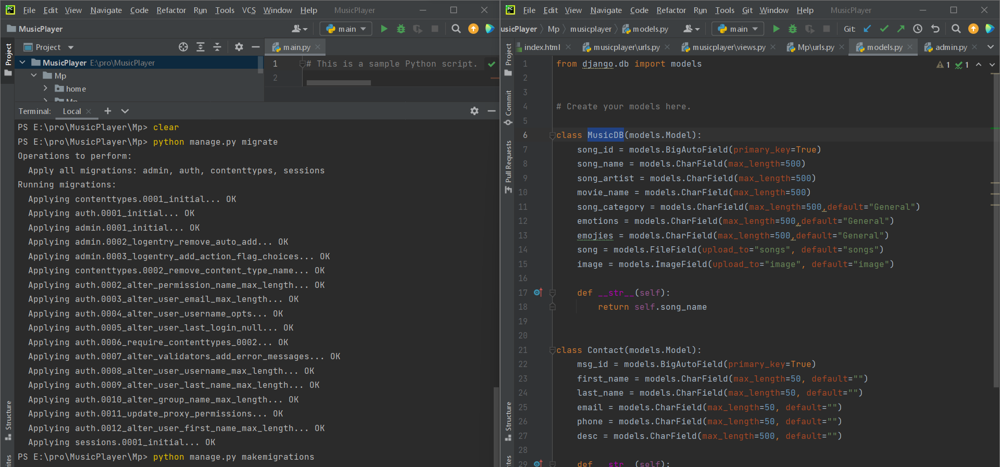 File Edit View Navigate Code Refactor Run Tools VCS Window Help MusicPlayer
MusicPlayer main
Project
Project main.py
MusicPlayer E:\pro\MusicPlayer
Mp
home
Mp
1 # This is a sample Python script.
2
Terminal: Local
PS E:\pro\MusicPlayer\Mp> clear
PS E:\pro\MusicPlayer\Mp> python manage.py migrate
Operations to perform:
Apply all migrations: admin, auth, contenttypes, sessions
Running migrations:
Applying contenttypes.0001_initial... OK
Applying auth.0001_initial... OK
Applying admin.0001_initial... OK
Applying admin.0002_logentry_remove_auto_add... OK
Applying admin.0003_logentry_add_action_flag_choices... OK
Applying contenttypes.0002_remove_content_type_name... OK
Applying auth.0002_alter_permission_name_max_length... OK
Applying auth.0003_alter_user_email_max_length... OK
Applying auth.0004_alter_user_username_opts... OK
Applying auth.0005_alter_user_last_login_null... OK
Applying auth.0006_require_contenttypes_0002... OK
Applying auth.0007_alter_validators_add_error_messages... OK
Applying auth.0008_alter_user_username_max_length... OK
Applying auth.0009_alter_user_last_name_max_length... OK
Applying auth.0010_alter_group_name_max_length... OK
Applying auth.0011_update_proxy_permissions... OK
Applying auth.0012_alter_user_first_name_max_length... OK
Applying sessions.0001_initial... OK
PS E:\pro\MusicPlayer\Mp> python manage.py makemigrations
Structure
rites
File Edit View Navigate Code Refactor Run Tools Git Window Help MusicPlayer
usicPlayer Mp musicplayer models.py main Git:
index.html musicplayer\urls.py musicplayer\views.py Mp\urls.py models.py admin.py
Project
Commit
Pull Requests
Structure
rites
1 1
1 from django.db import models
2
3
4 # Create your models here.
5
6 class MusicDB(models.Model):
7 song_id = models.BigAutoField(primary_key=True)
8 song_name = models.CharField(max_length=500)
9 song_artist = models.CharField(max_length=500)
10 movie_name = models.CharField(max_length=500)
11 song_category = models.CharField(max_length=500,default="General")
12 emotions = models.CharField(max_length=500,default="General")
13 emojies = models.CharField(max_length=500,default="General")
14 song = models.FileField(upload_to="songs", default="songs")
15 image = models.ImageField(upload_to="image", default="image")
16
17 def __str__(self):
18 return self.song_name
19
20
21 class Contact(models.Model):
22 msg_id = models.BigAutoField(primary_key=True)
23 first_name = models.CharField(max_length=50, default="")
24 last_name = models.CharField(max_length=50, default="")
25 email = models.CharField(max_length=50, default="")
26 phone = models.CharField(max_length=50, default="")
27 desc = models.CharField(max_length=500, default="")
28
29 def __str__(self):